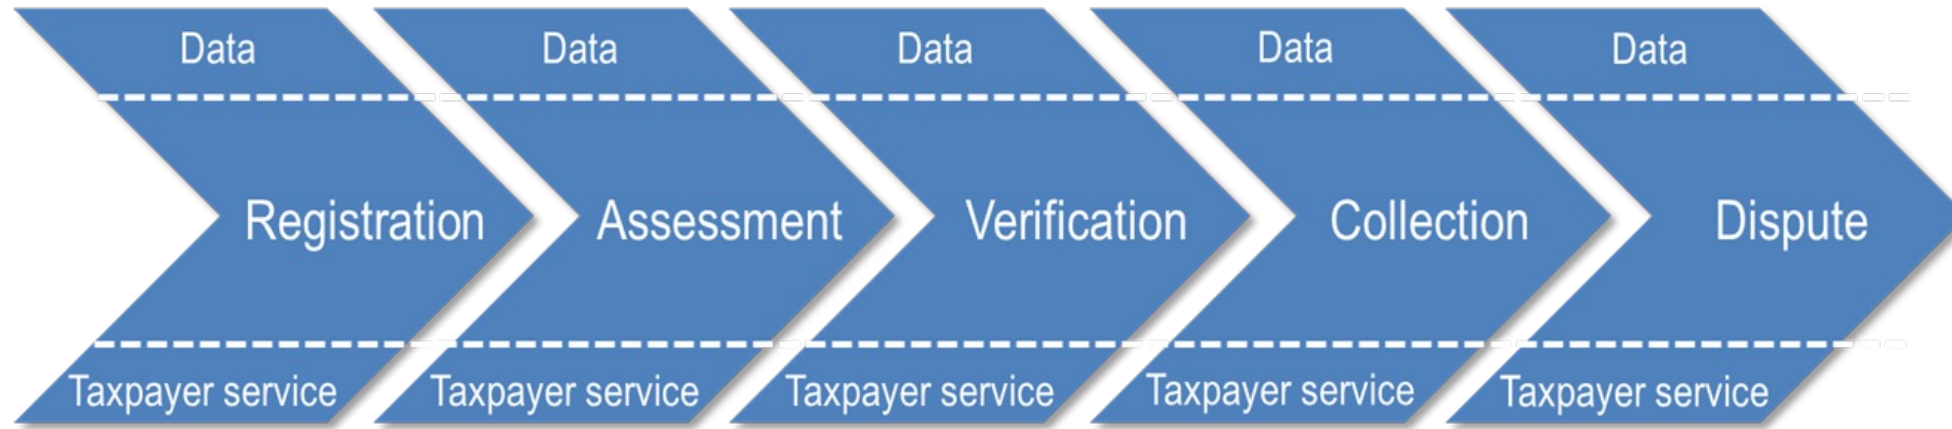 Data
Data
Data
Data
Data
Registration
Assessment
Verification
Collection
Dispute
Taxpayer service
Taxpayer service
Taxpayer service
Taxpayer service
Taxpayer service